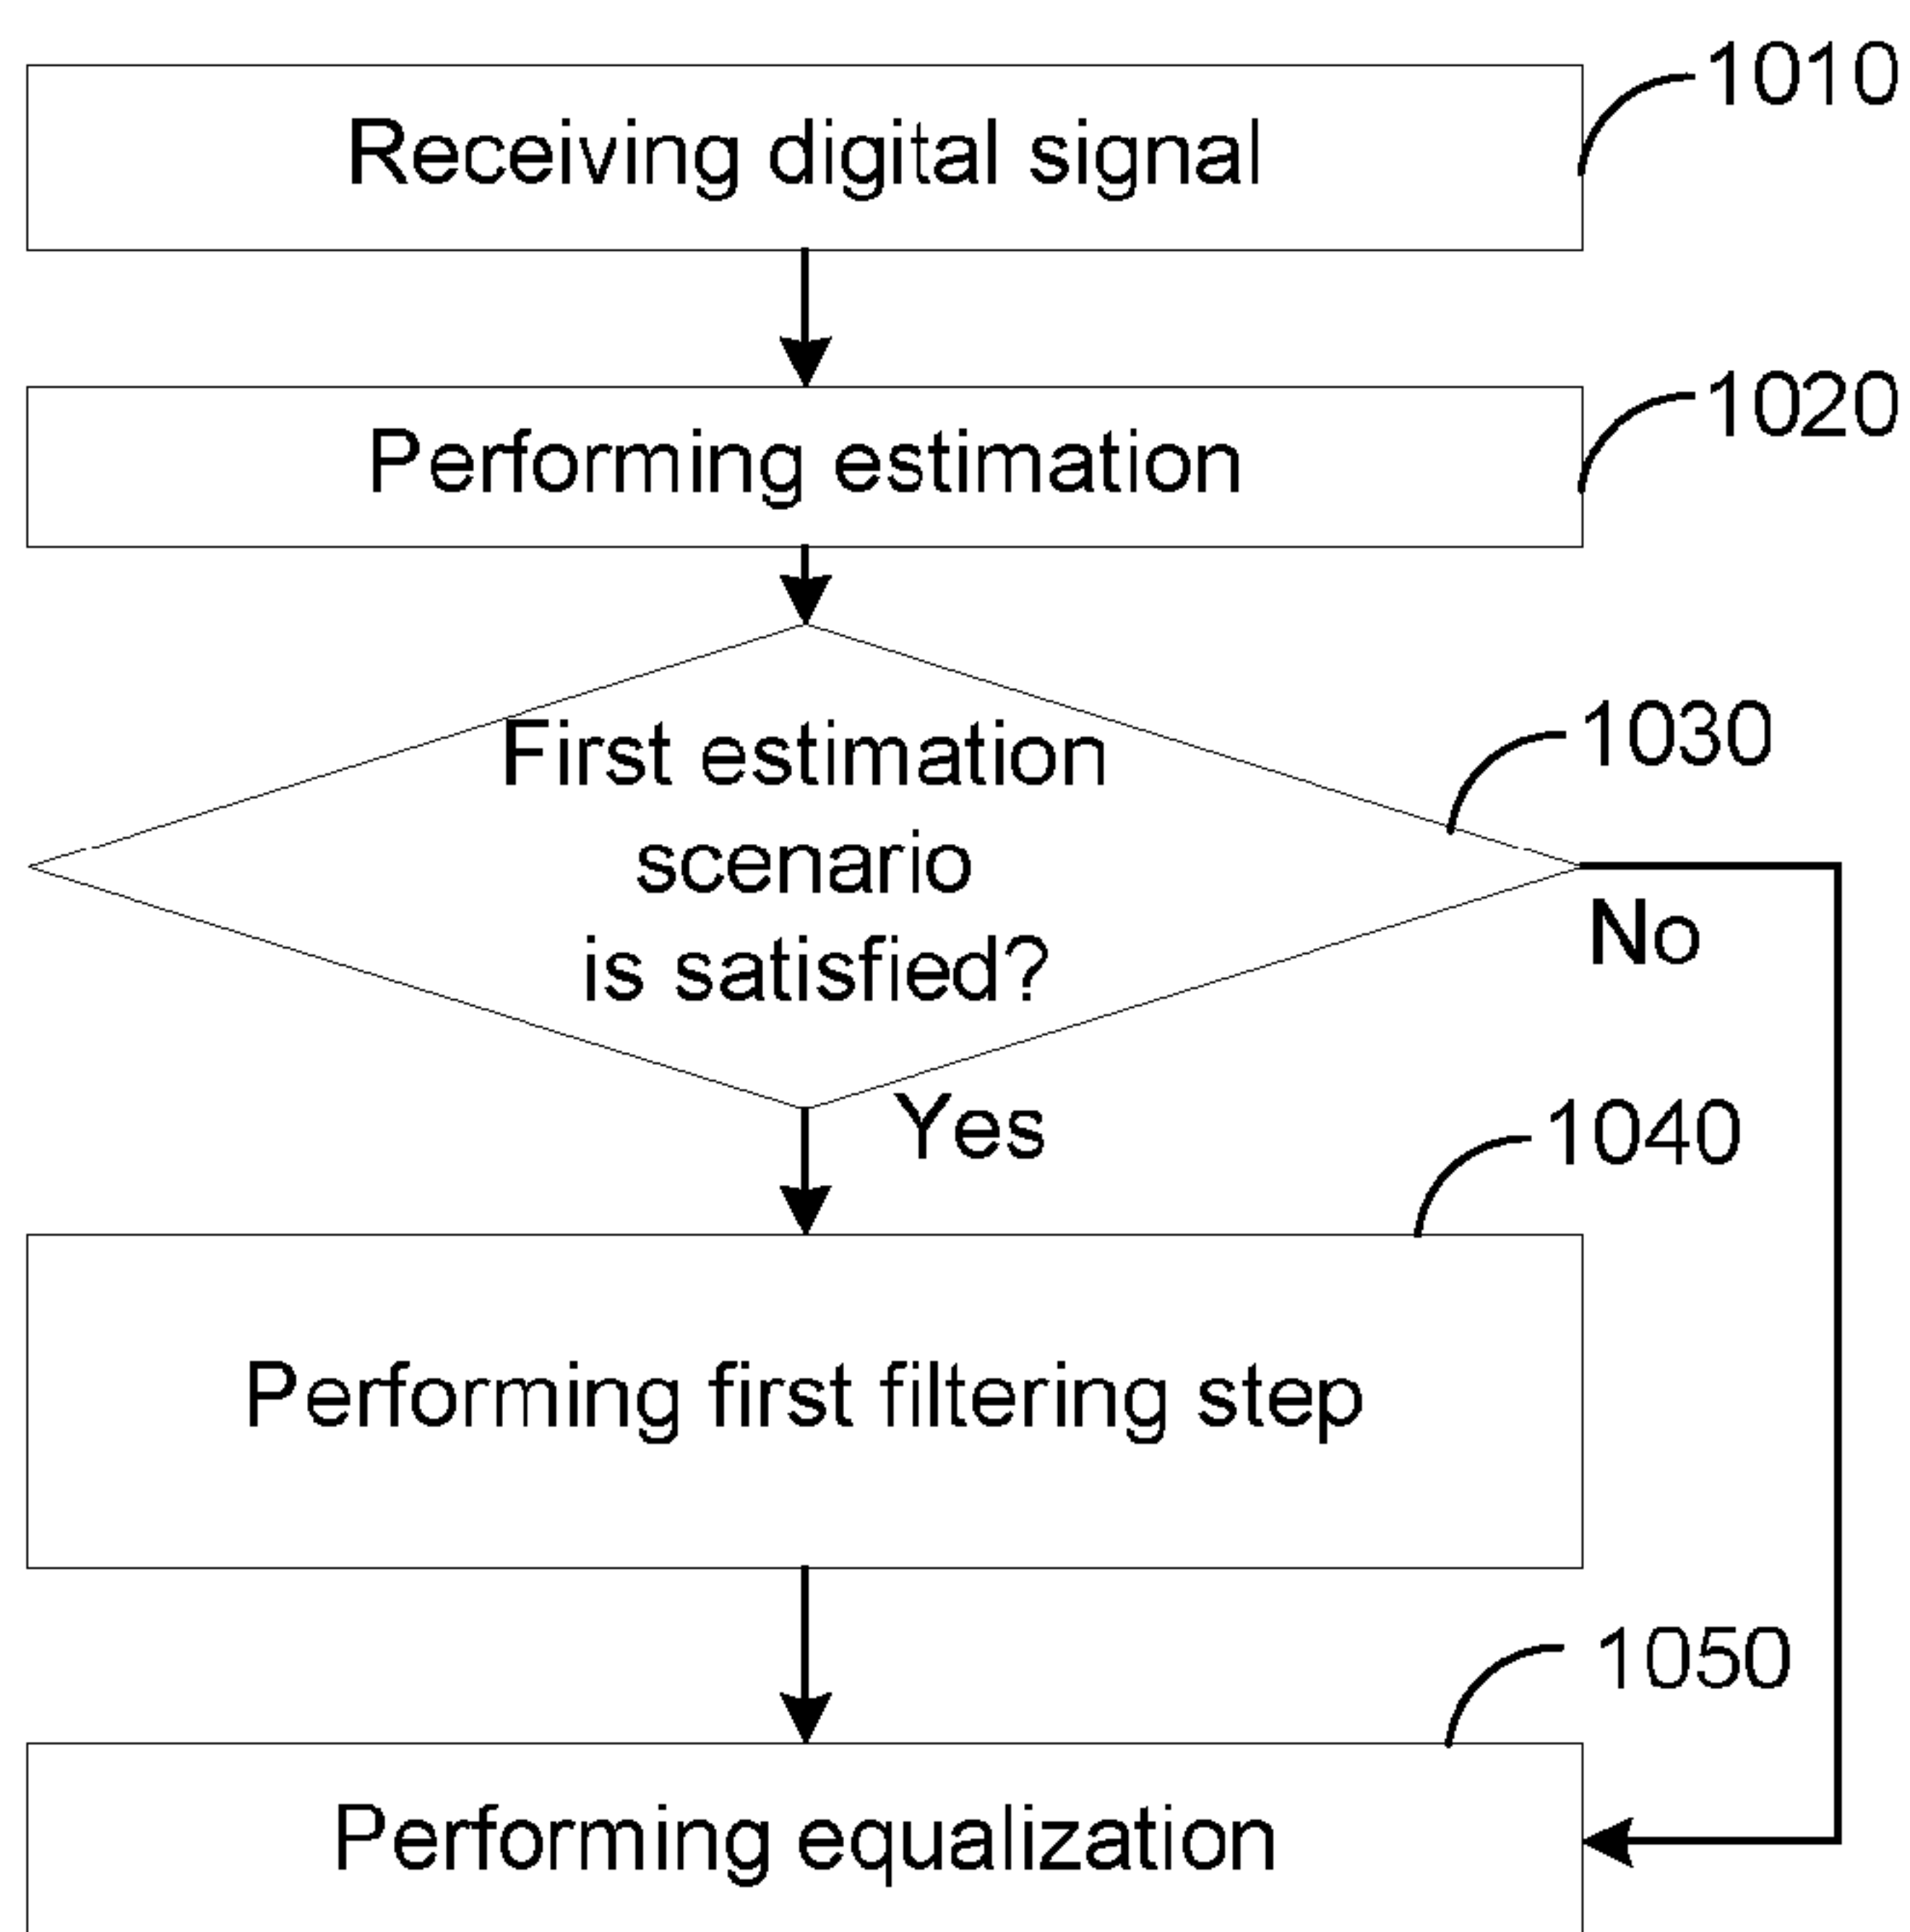 1010
Receiving digital signal
1020
Performing estimation
1030
First estimation
scenario
is satisfied?
No
Yes
1040
Performing first filtering step
1050
Performing equalization